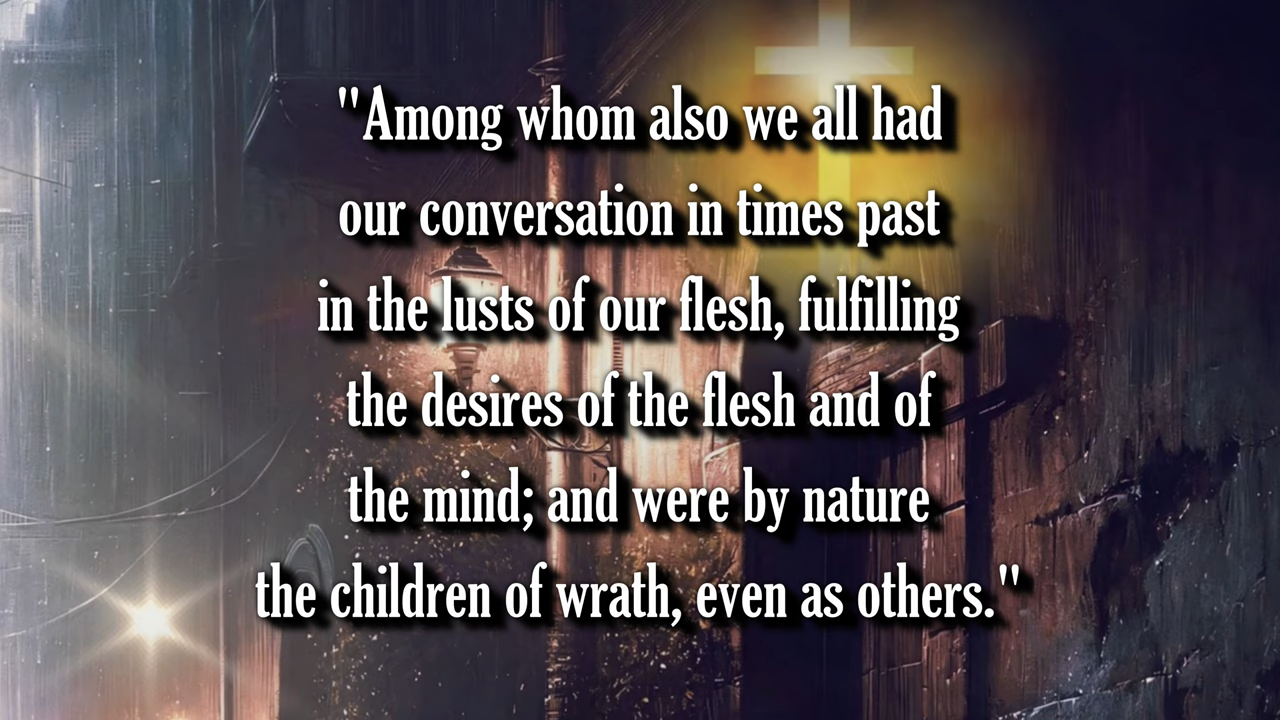 "Among whom also we all had
our conversation in times past
in the lusts of our flesh, fulfilling
the desires of the flesh and of
the mind; and were by nature
the children of wrath, even as others."